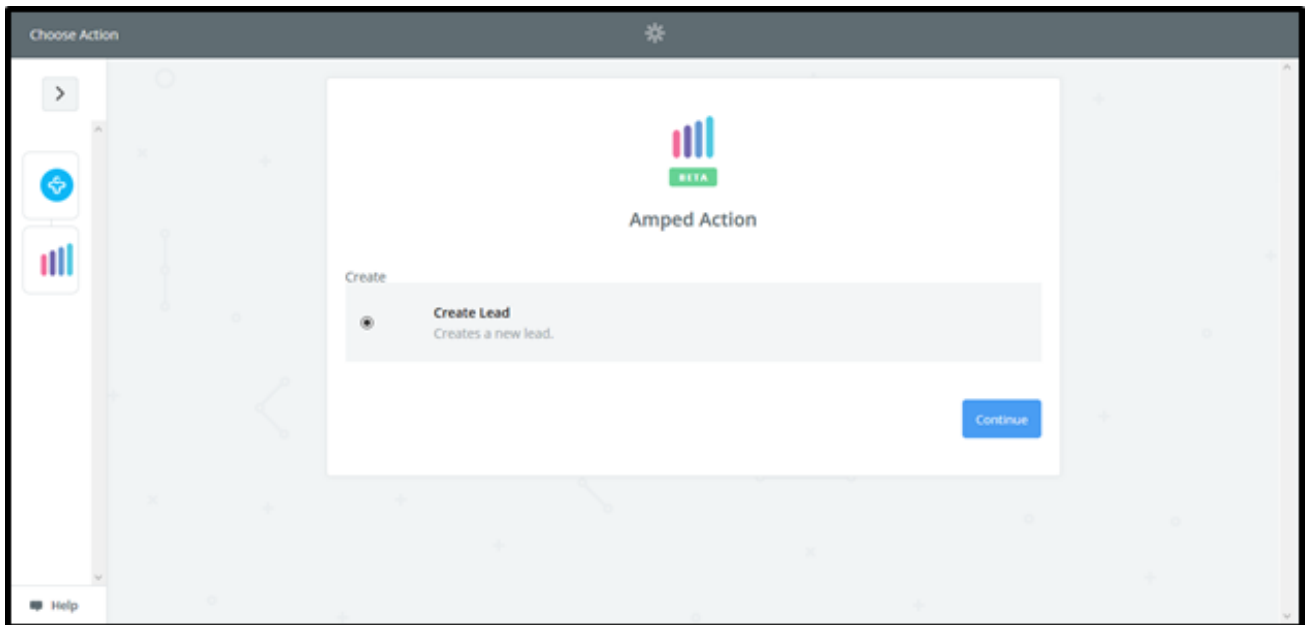 Choose Action
BETA
Amped Action
Create
Create Lead
Creates a new lead.
Continue
Help